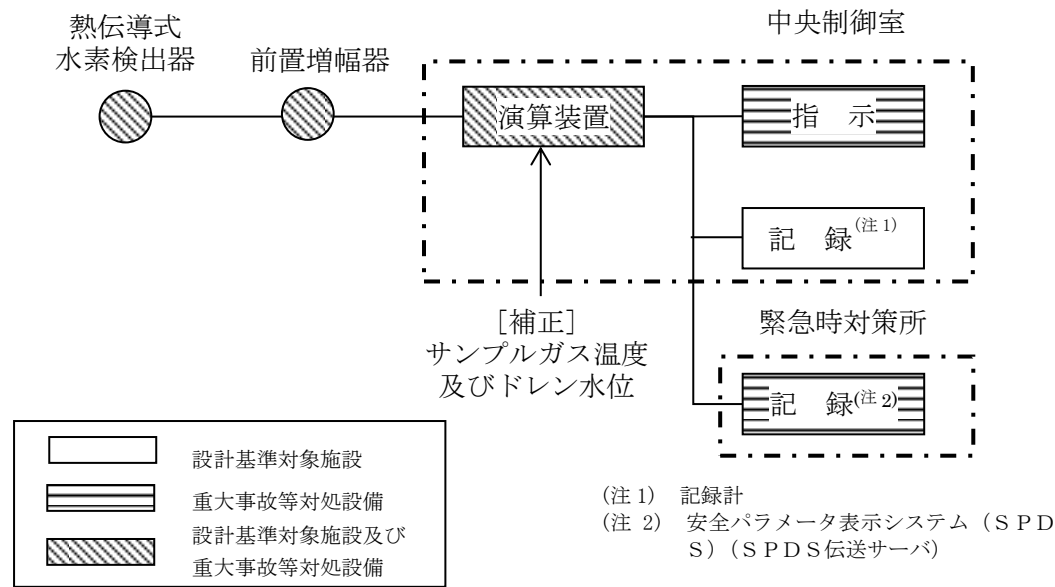 中央制御室
熱伝導式
水素検出器
前置増幅器
演算装置
指 示
記 録(注1)
[補正]
サンプルガス温度
及びドレン水位
緊急時対策所
記 録(注2)
設計基準対象施設
重大事故等対処設備
設計基準対象施設及び
重大事故等対処設備
(注1) 記録計
(注 2) 安全パラメータ表示システム(SPD
S)(SPDS伝送サーバ)